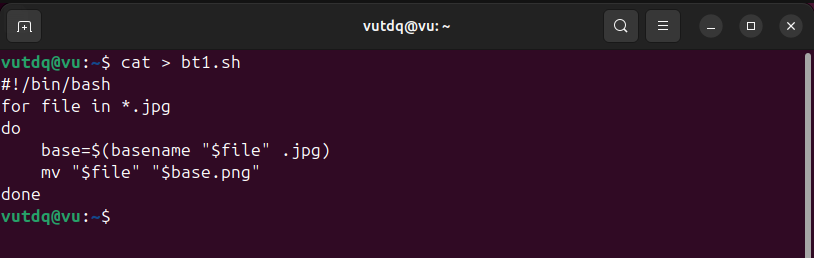 vutdq@vu: ~
vutdq@vu:~$ cat > bt1.sh
#!/bin/bash
for file in *.jpg
do
    base=$(basename "$file" .jpg)
    mv "$file" "$base.png"
done
vutdq@vu:~$